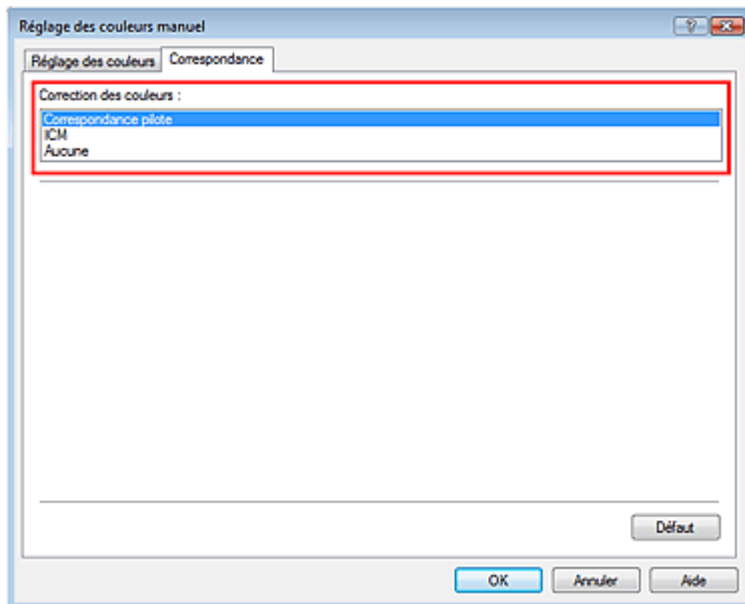 Réglage des couleurs manuel
Réglage des couleurs Correspondance
Correction des couleurs :
Correspondance pilote
ICM
Aucune
Défaut
OK Annuler Aide